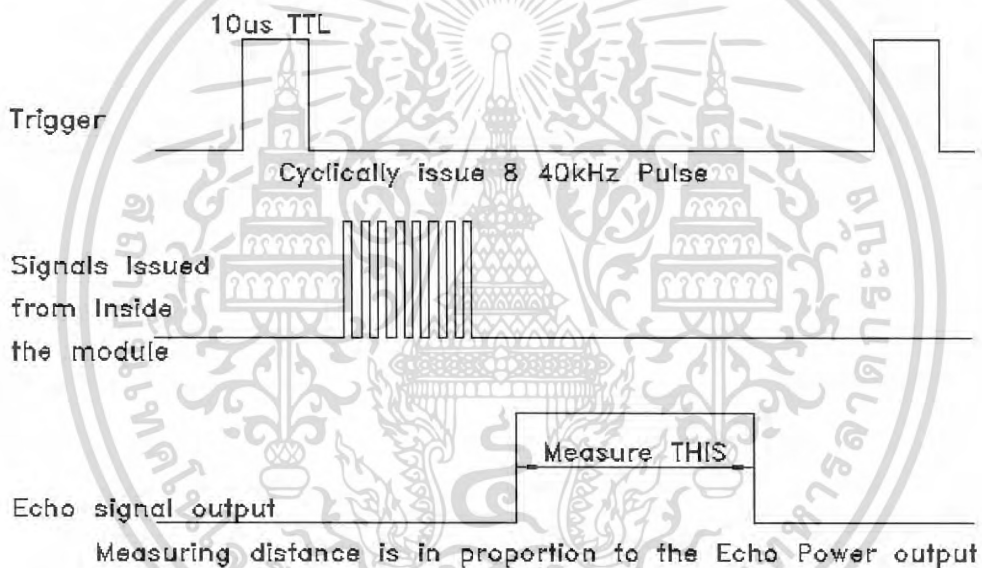 10us TTL
Trigger
Cyclically issue 8 40kHz Pulse
Signals Issued
from Inside
the module
Measure THIS
Echo signal output
Measuring distance is in proportion to the Echo Power output